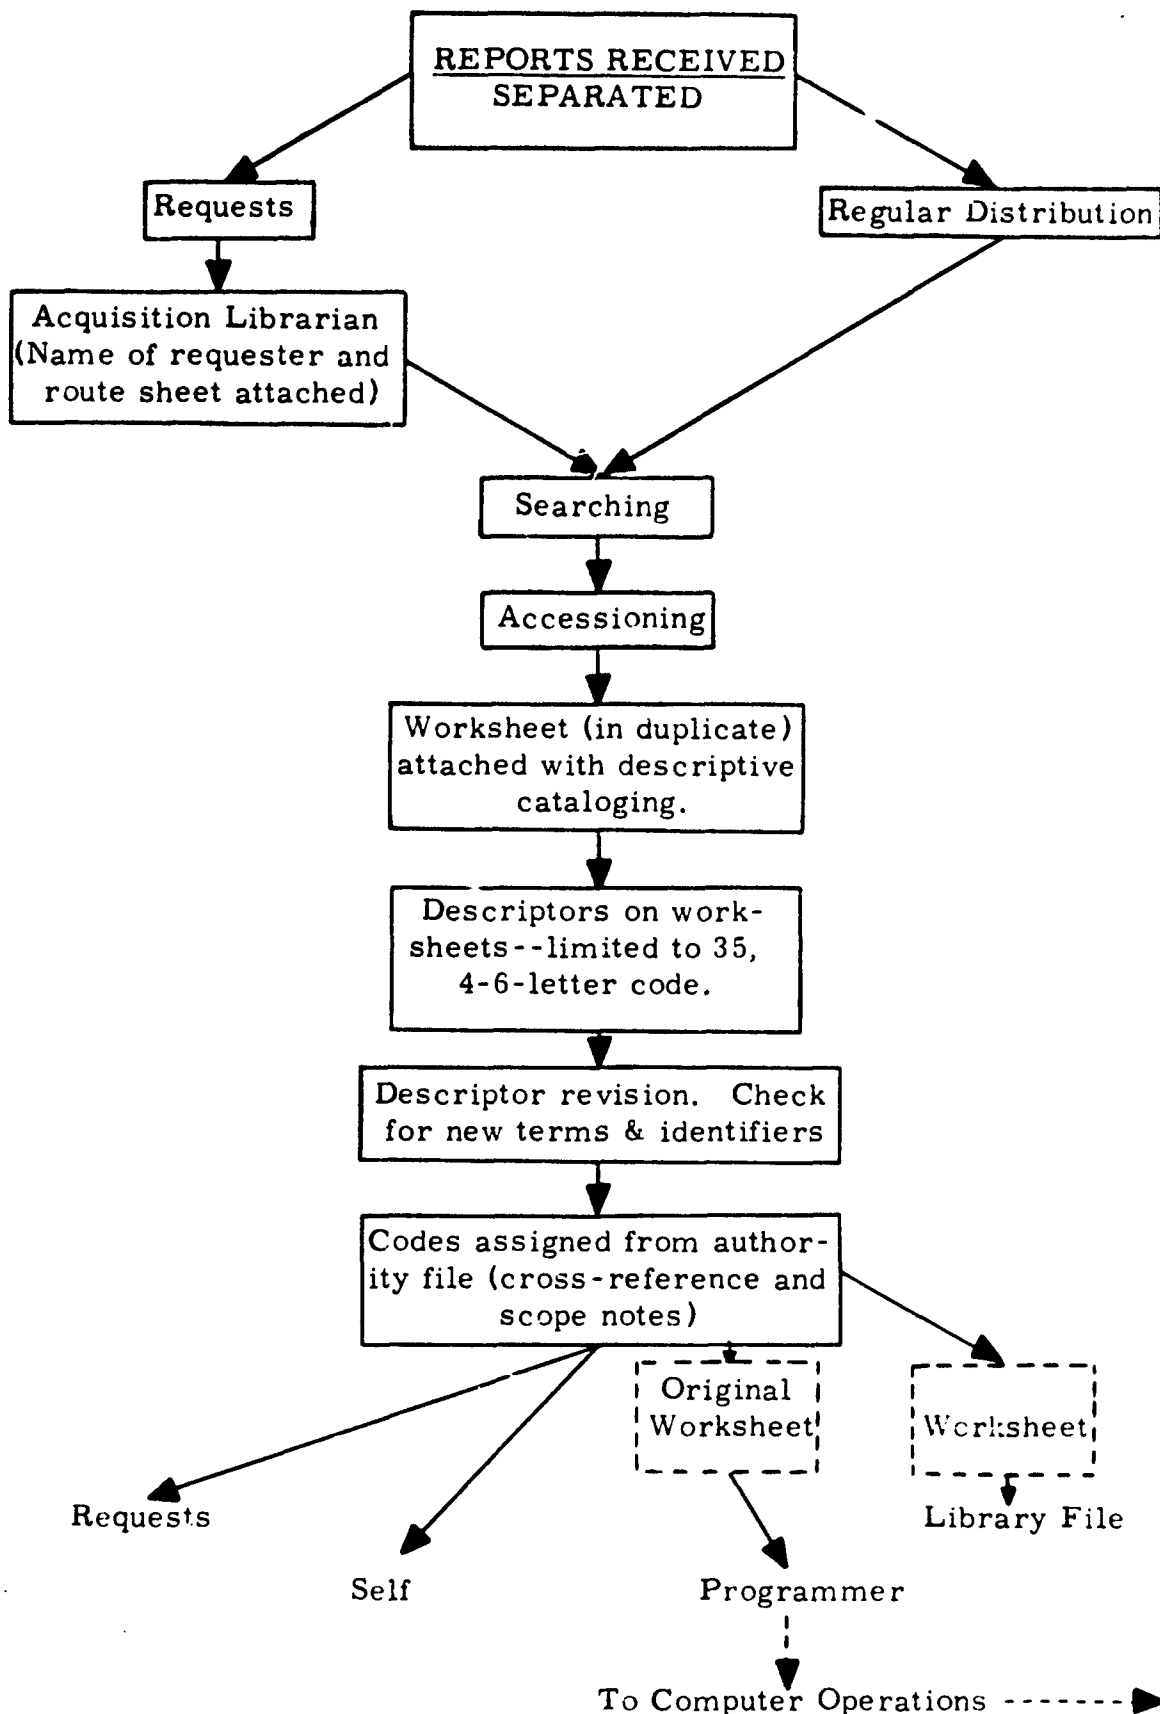 REPORTS RECEIVED
SEPARATED
Requests
Regular Distribution
Acquisition Librarian
(Name of requester and
route sheet attached)
Searching
Accessioning
Worksheet (in duplicate)
attached with descriptive
cataloging.
Descriptors on work-
sheets--limited to 35,
4-6-letter code.
Descriptor revision. Check
for new terms & identifiers
Codes assigned from author-
ity file (cross-reference and
scope notes)
Original
Worksheet
Worksheet
Requests
Library File
Self
Programmer
To Computer Operations